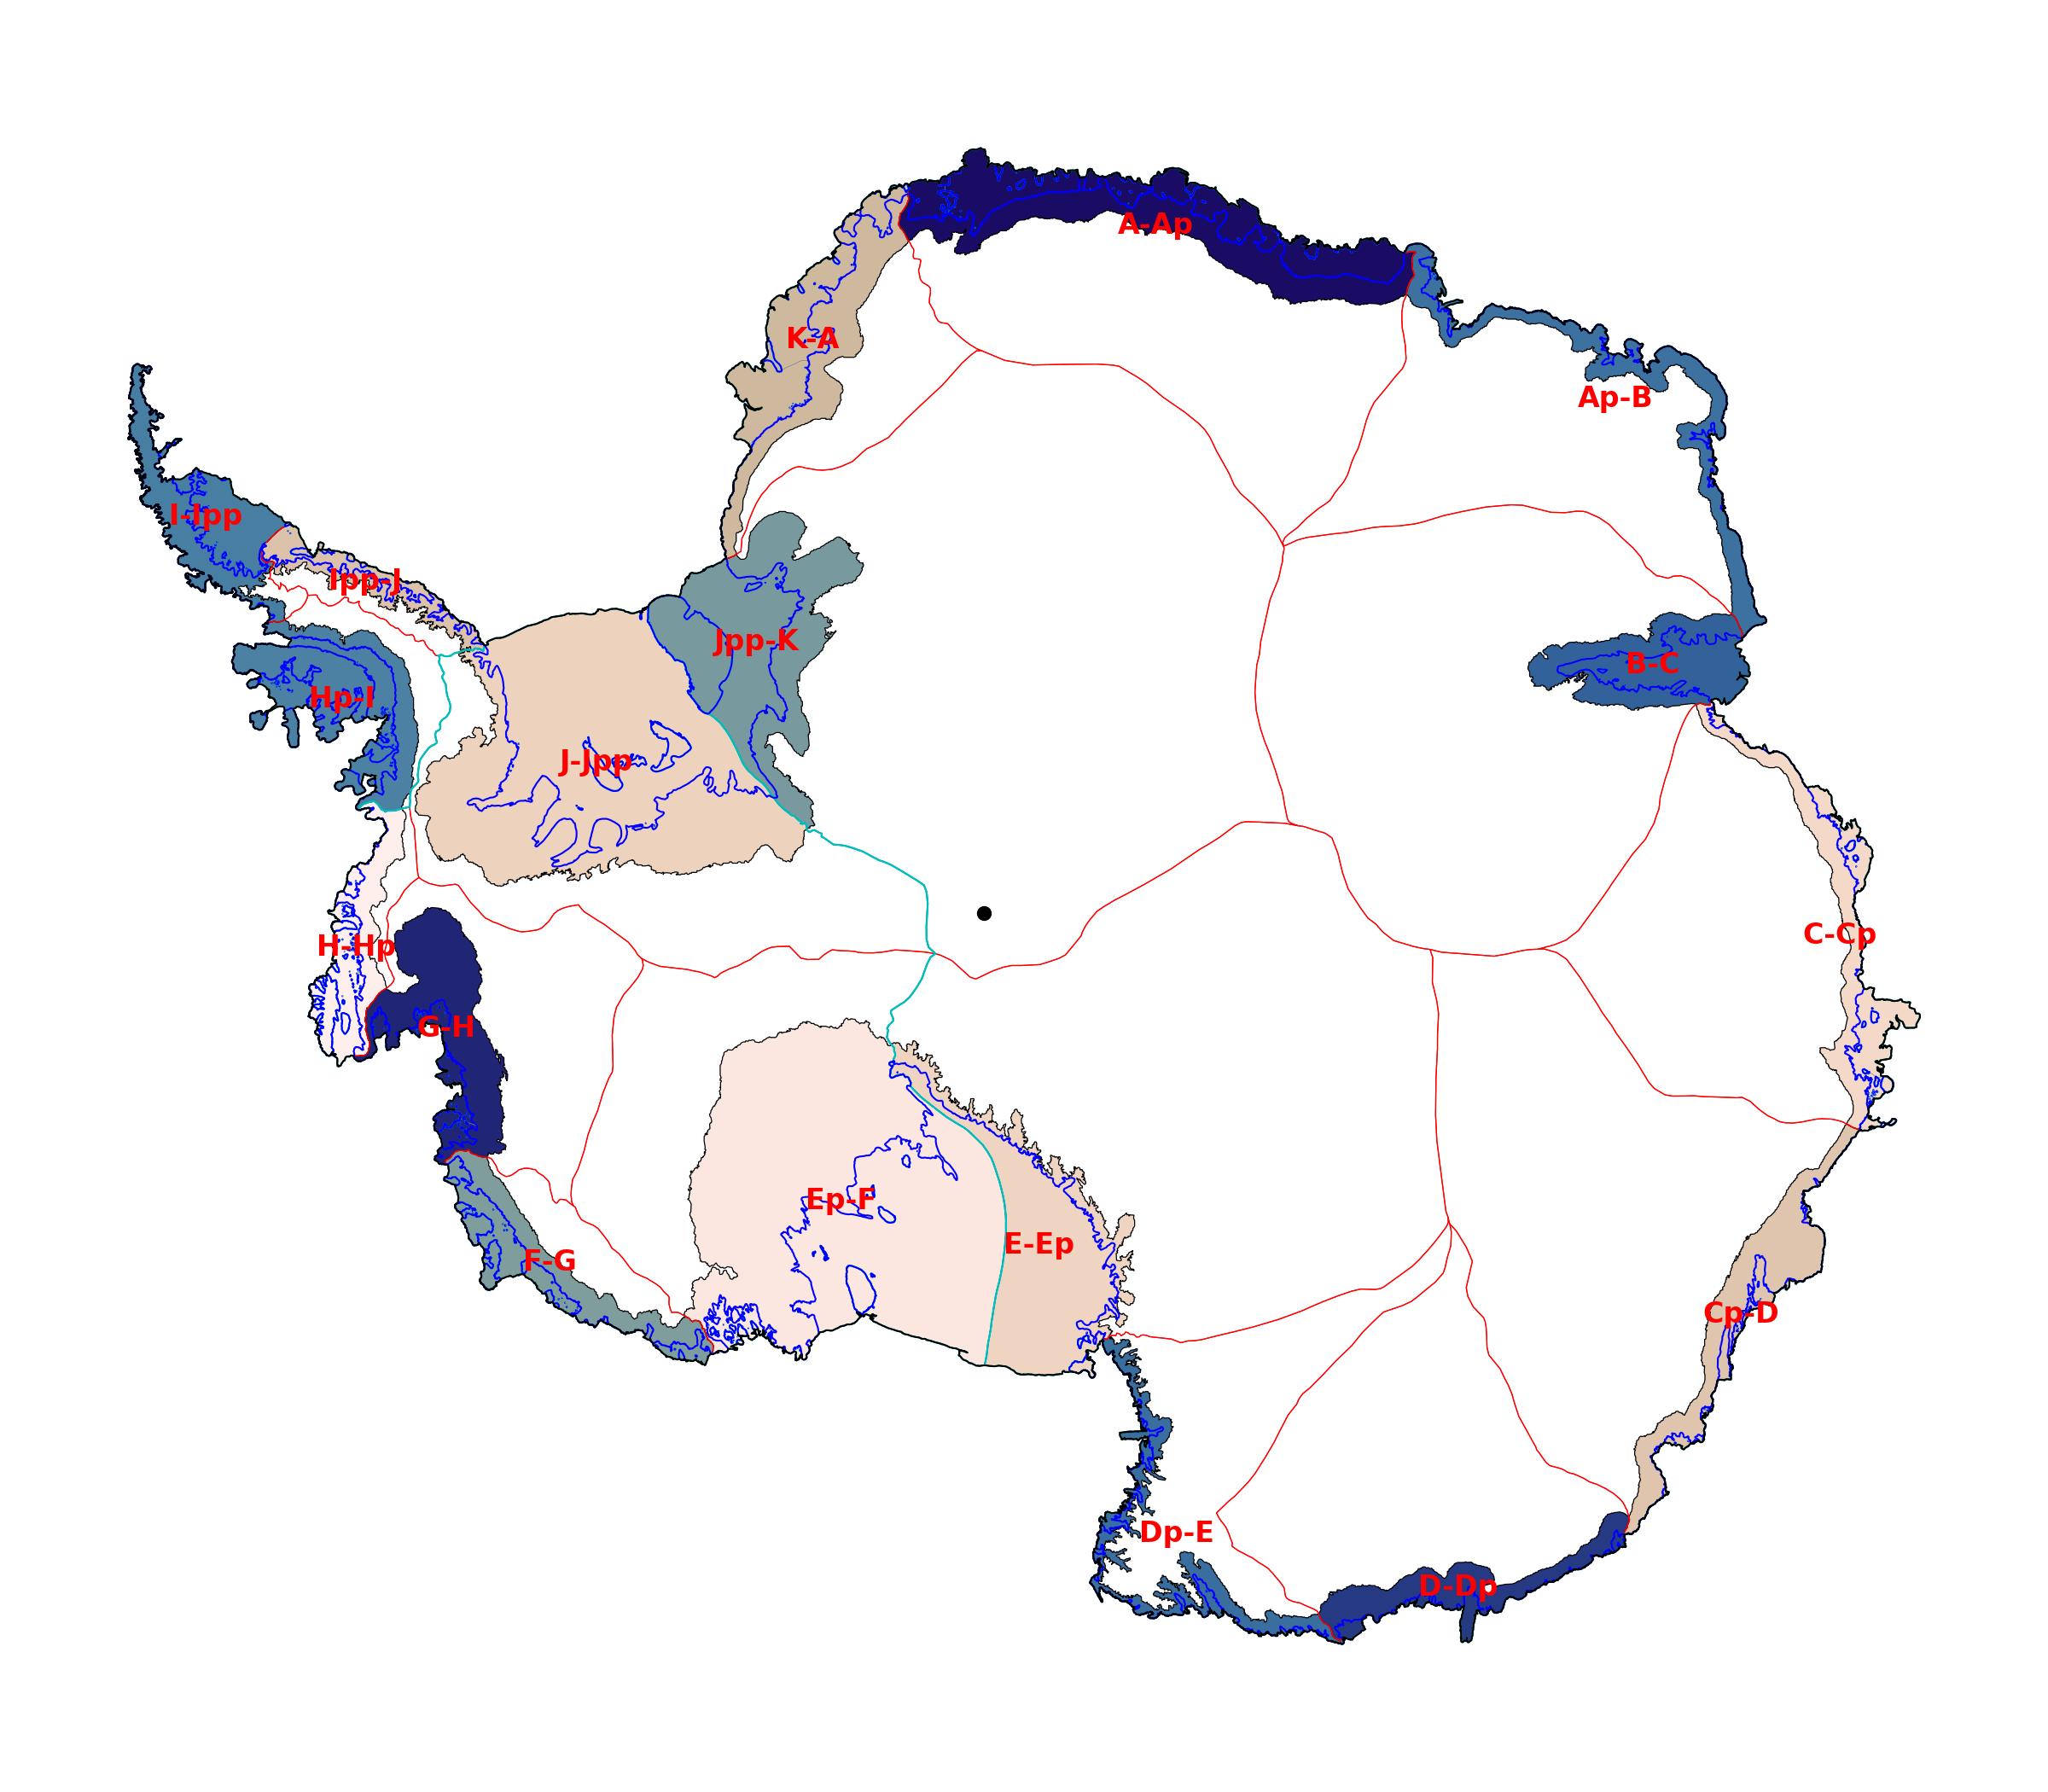 A-Ap
K-A
Ap-B
I-Ipp
Ipp-J
Jpp-K
B-C
Hp-I
J-Jpp
C-Cp
H-Hp
G-H
Ep-F
E-Ep
F-G
Cp-D
Dp-E
D-Dp